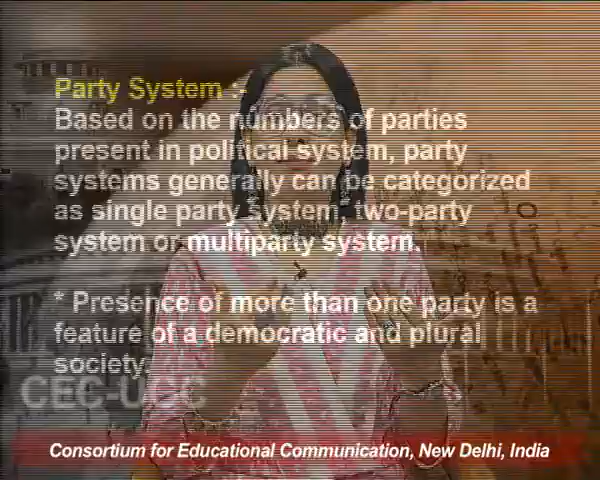 Party System :-
Based on the numbers of parties
present in political system, party
systems generally can be categorized
as single party system, two-party
system or multiparty system.
* Presence of more than one party is a
feature of a democratic and plural
society.
CEC-UGC
Consortium for Educational Communication, New Delhi, India